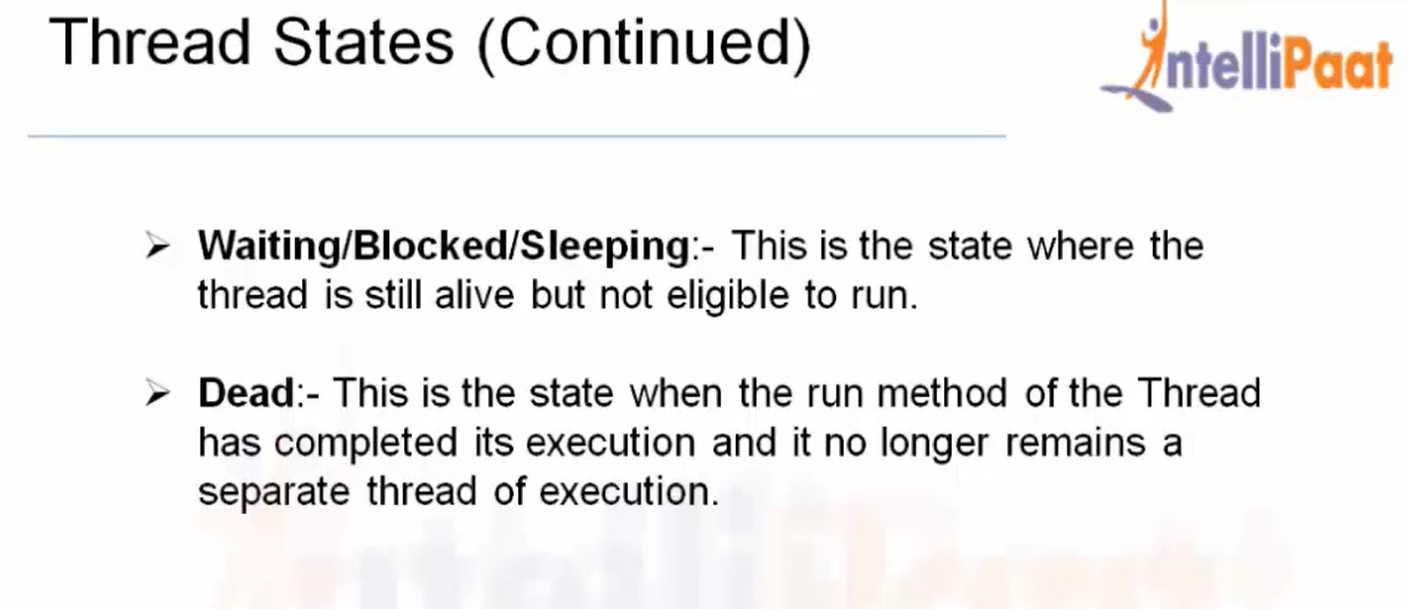 Thread States (Continued)
IntelliPaat
➢ Waiting/Blocked/Sleeping:- This is the state where the
thread is still alive but not eligible to run.
➢ Dead:- This is the state when the run method of the Thread
has completed its execution and it no longer remains a
separate thread of execution.